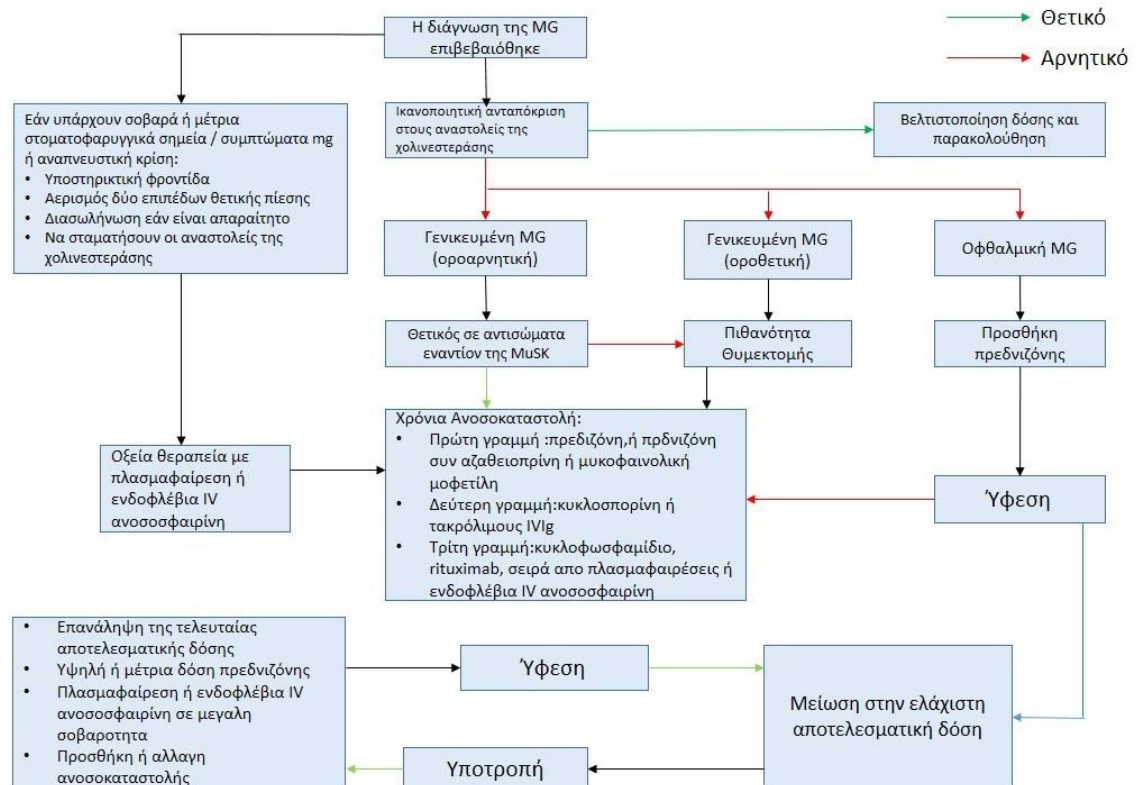 Η διάγνωση της MG
επιβεβαιώθηκε
Θετικό
Αρνητικό
Εάν υπάρχουν σοβαρά ή μέτρια
στοματοφαρυγγικά σημεία / συμπτώματα mg
ή αναπνευστική κρίση:
• Υποστηρικτική φροντίδα
• Αερισμός δύο επιπέδων θετικής πίεσης
• Διασωλήνωση εάν είναι απαραίτητο
• Να σταματήσουν οι αναστολείς της
χολινεστεράσης
Ικανοποιητική ανταπόκριση
στους αναστολείς της
χολινεστεράσης
Βελτιστοποίηση δόσης και
παρακολούθηση
Γενικευμένη MG
(οροαρνητική)
Γενικευμένη MG
(οροθετική)
Οφθαλμική MG
Θετικός σε αντισώματα
εναντίον της MuSK
Πιθανότητα
Θυμεκτομής
Προσθήκη
πρεδνιζόνης
Οξεία θεραπεία με
πλασμαφαίρεση ή
ενδοφλέβια IV
ανοσοσφαιρίνη
Χρόνια Ανοσοκαταστολή:
• Πρώτη γραμμή :πρεδιζόνη,ή πρδνιζόνη
συν αζαθειοπρίνη ή μυκοφαινολική
μοφετίλη
• Δεύτερη γραμμή:κυκλοσπορίνη ή
τακρόλιμους IVIg
• Τρίτη γραμμή:κυκλοφωσφαμίδιο,
rituximab, σειρά απο πλασμαφαιρέσεις ή
ενδοφλέβια IV ανοσοσφαιρίνη
Ύφεση
• Επανάληψη της τελευταίας
αποτελεσματικής δόσης
• Υψηλή ή μέτρια δόση πρεδνιζόνης
• Πλασμαφαίρεση ή ενδοφλέβια IV
ανοσοσφαιρίνη σε μεγαλη
σοβαροτητα
• Προσθήκη ή αλλαγη
ανοσοκαταστολής
Ύφεση
Μείωση στην ελάχιστη
αποτελεσματική δόση
Υποτροπή